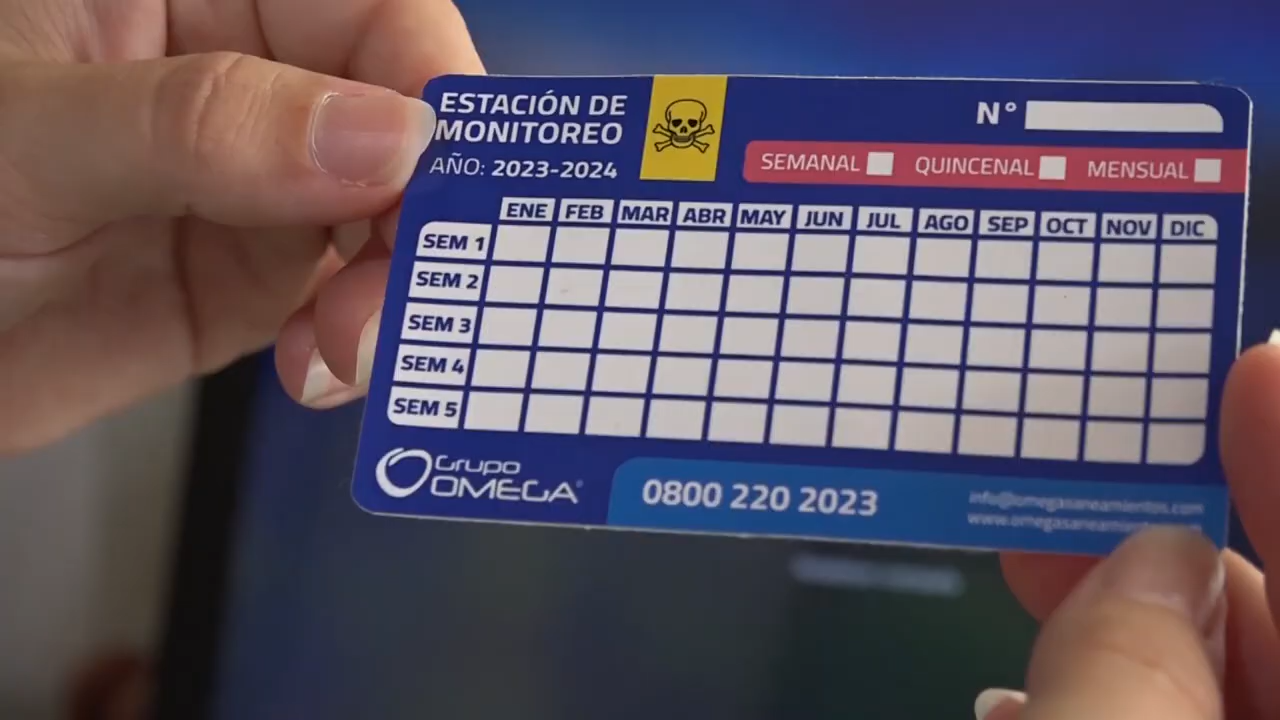 ESTACIÓN DE
MONITOREO
AÑO: 2023-2024
N°
SEMANAL QUINCENAL MENSUAL
ENE FEB MAR ABR MAY JUN JUL AGO SEP OCT NOV DIC
SEM 1
SEM 2
SEM 3
SEM 4
SEM 5
Grupo
OMEGA
0800 220 2023
info@omegasaneamientos.com